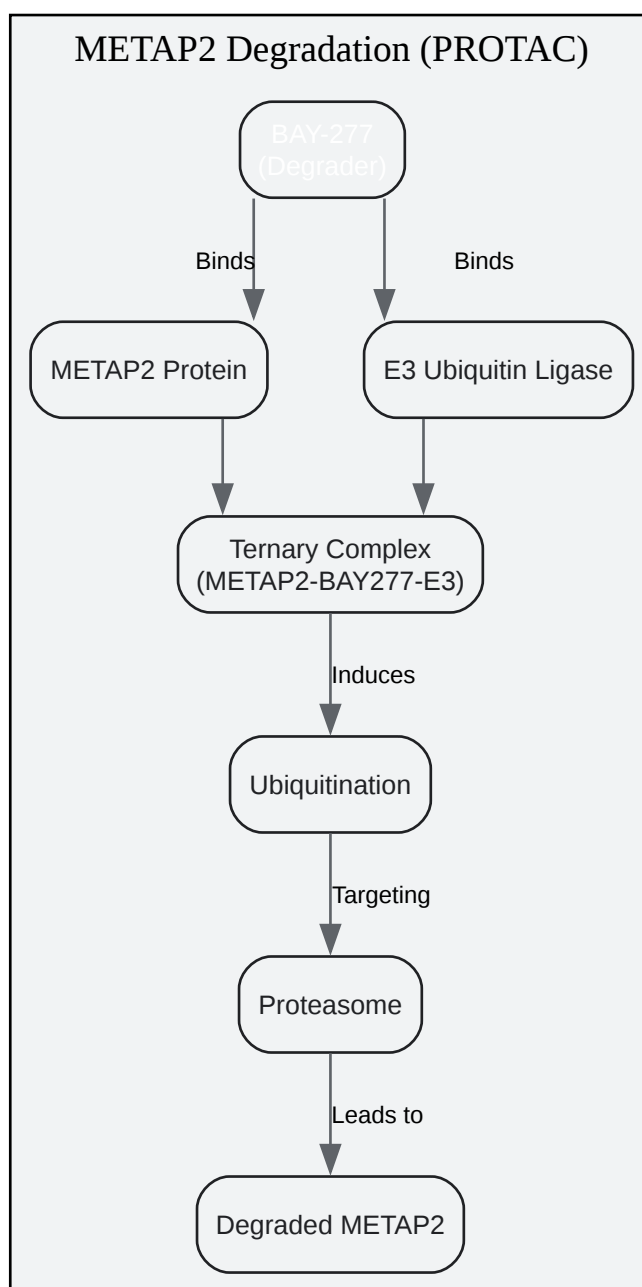 METAP2 Degradation (PROTAC)
BAY-277
(Degrader)
Binds
Binds
METAP2 Protein
E3 Ubiquitin Ligase
Ternary Complex
(METAP2-BAY277-E3)
Induces
Ubiquitination
Targeting
Proteasome
Leads to
Degraded METAP2